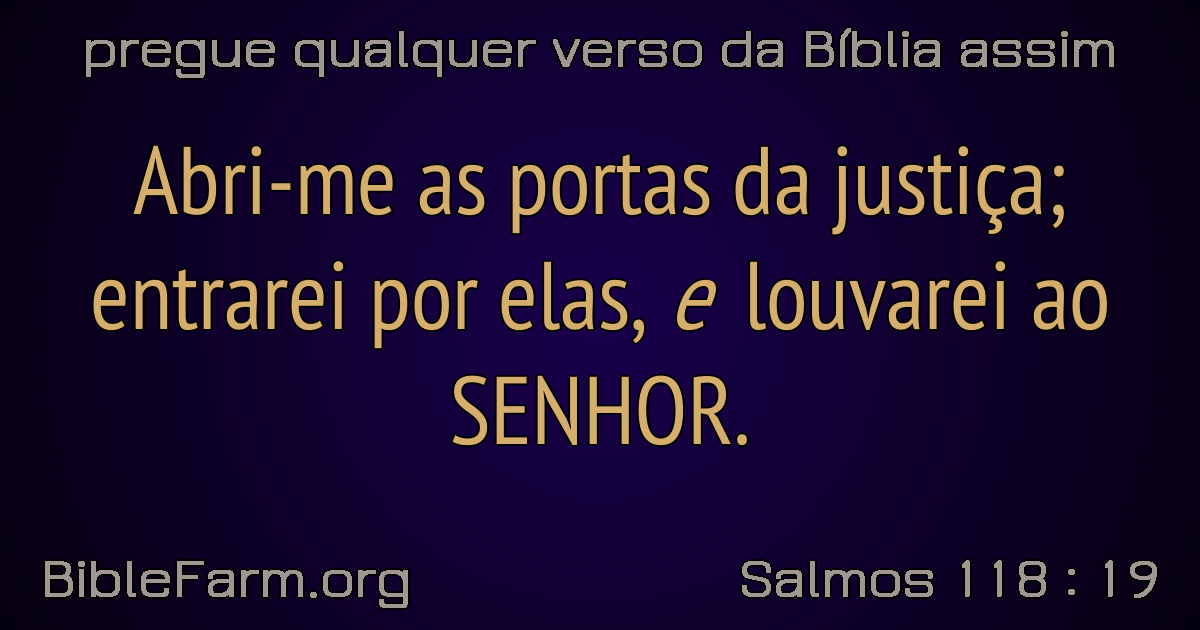 pregue qualquer verso da Bíblia assim
Abri-me as portas da justiça;
entrarei por elas, e louvarei ao
SENHOR.
BibleFarm.org
Salmos 118 : 19